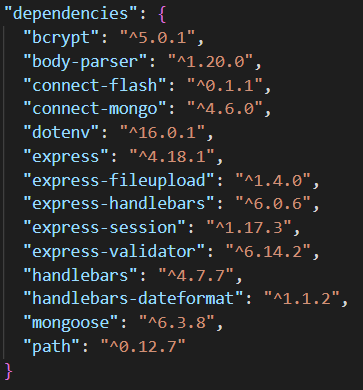 "dependencies": {
"bcrypt": "^5.0.1",
"body-parser": "^1.20.0",
"connect-flash": "^0.1.1",
"connect-mongo": "^4.6.0",
"dotenv": "^16.0.1",
"express": "^4.18.1",
"express-fileupload": "^1.4.0",
"express-handlebars": "^6.0.6",
"express-session": "^1.17.3",
"express-validator": "^6.14.2",
"handlebars": "^4.7.7",
"handlebars-dateformat": "^1.1.2",
"mongoose": "^6.3.8",
"path": "^0.12.7"
}